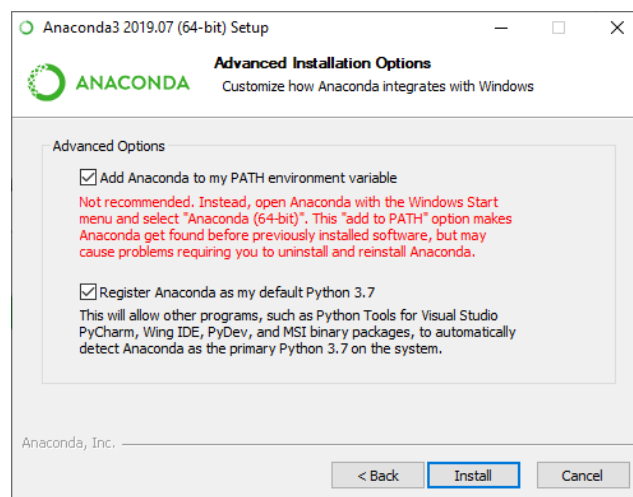 Anaconda3 2019.07 (64-bit) Setup
ANACONDA
Advanced Installation Options
Customize how Anaconda integrates with Windows
Advanced Options
Add Anaconda to my PATH environment variable
Not recommended. Instead, open Anaconda with the Windows Start
menu and select "Anaconda (64-bit)". This "add to PATH" option makes
Anaconda get found before previously installed software, but may
cause problems requiring you to uninstall and reinstall Anaconda.
Register Anaconda as my default Python 3.7
This will allow other programs, such as Python Tools for Visual Studio
PyCharm, Wing IDE, PyDev, and MSI binary packages, to automatically
detect Anaconda as the primary Python 3.7 on the system.
Anaconda, Inc.
< Back
Install
Cancel